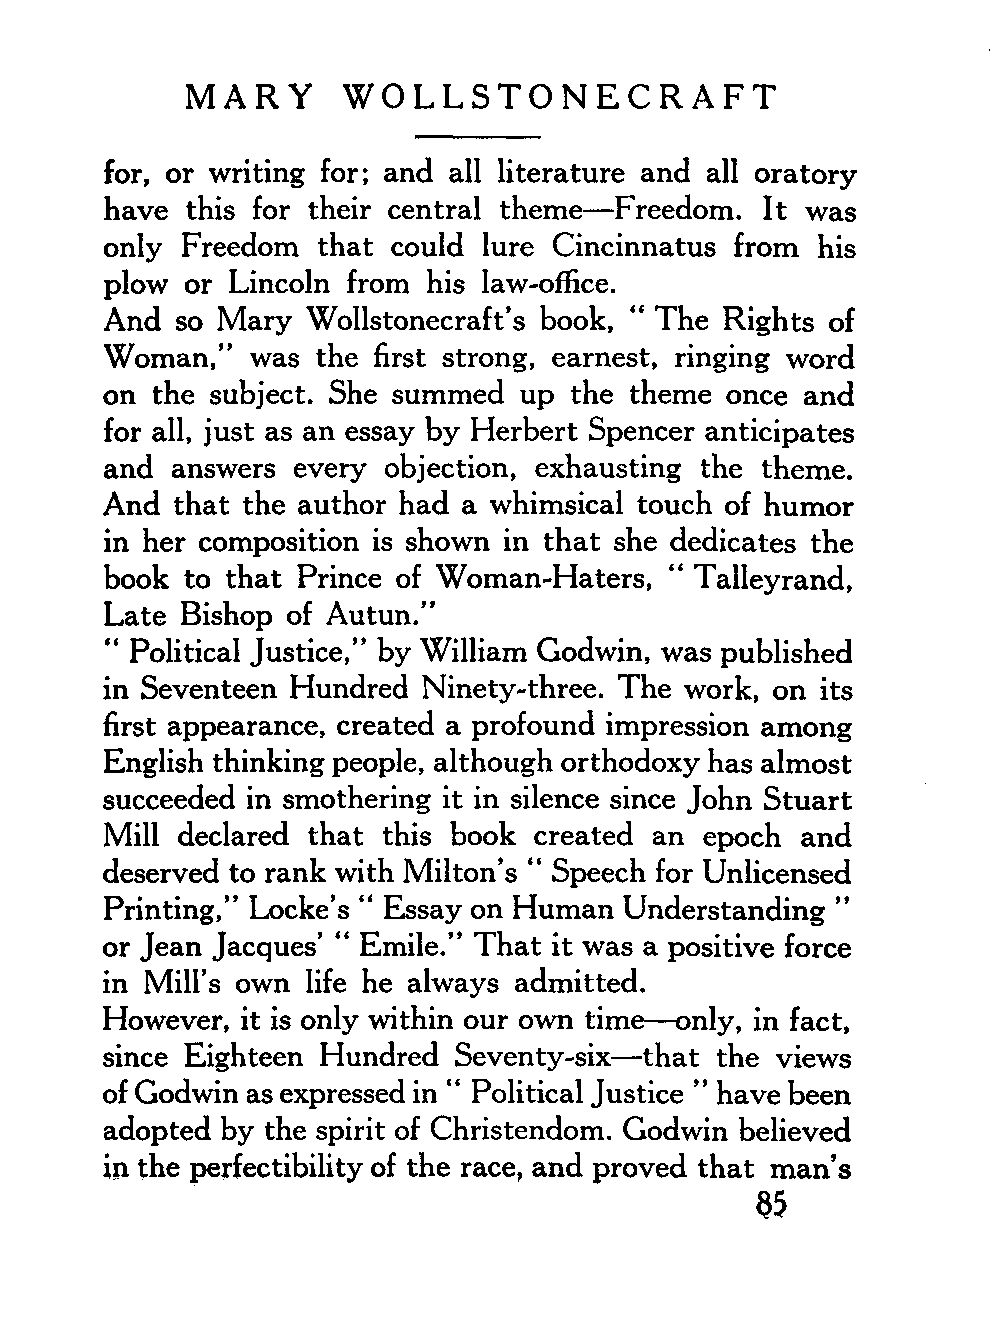 MARY WOLLSTONECRAFT
for, or writing for; and all literature and all oratory
have this for their central theme—Freedom. It was
only Freedom that could lure Cincinnatus from his
plow or Lincoln from his law-office.
And so Mary Wollstonecraft's book, " The Rights of
Woman," was the first strong, earnest, ringing word
on the subject. She summed up the theme once and
for all, just as an essay by Herbert Spencer anticipates
and answers every objection, exhausting the theme.
And that the author had a whimsical touch of humor
in her composition is shown in that she dedicates the
book to that Prince of Woman-Haters, " Talleyrand,
Late Bishop of Autun."
" Political Justice," by William Godwin, was published
in Seventeen Hundred Ninety-three. The work, on its
first appearance, created a profound impression among
English thinking people, although orthodoxy has almost
succeeded in smothering it in silence since John Stuart
Mill declared that this book created an epoch and
deserved to rank with Milton's " Speech for Unlicensed
Printing," Locke's " Essay on Human Understanding "
or Jean Jacques' " Emile." That it was a positive force
in Mill's own life he always admitted.
However, it is only within our own time—only, in fact,
since Eighteen Hundred Seventy-six—that the views
of Godwin as expressed in " Political Justice " have been
adopted by the spirit of Christendom. Godwin believed
in the perfectibility of the race, and proved that man's
85